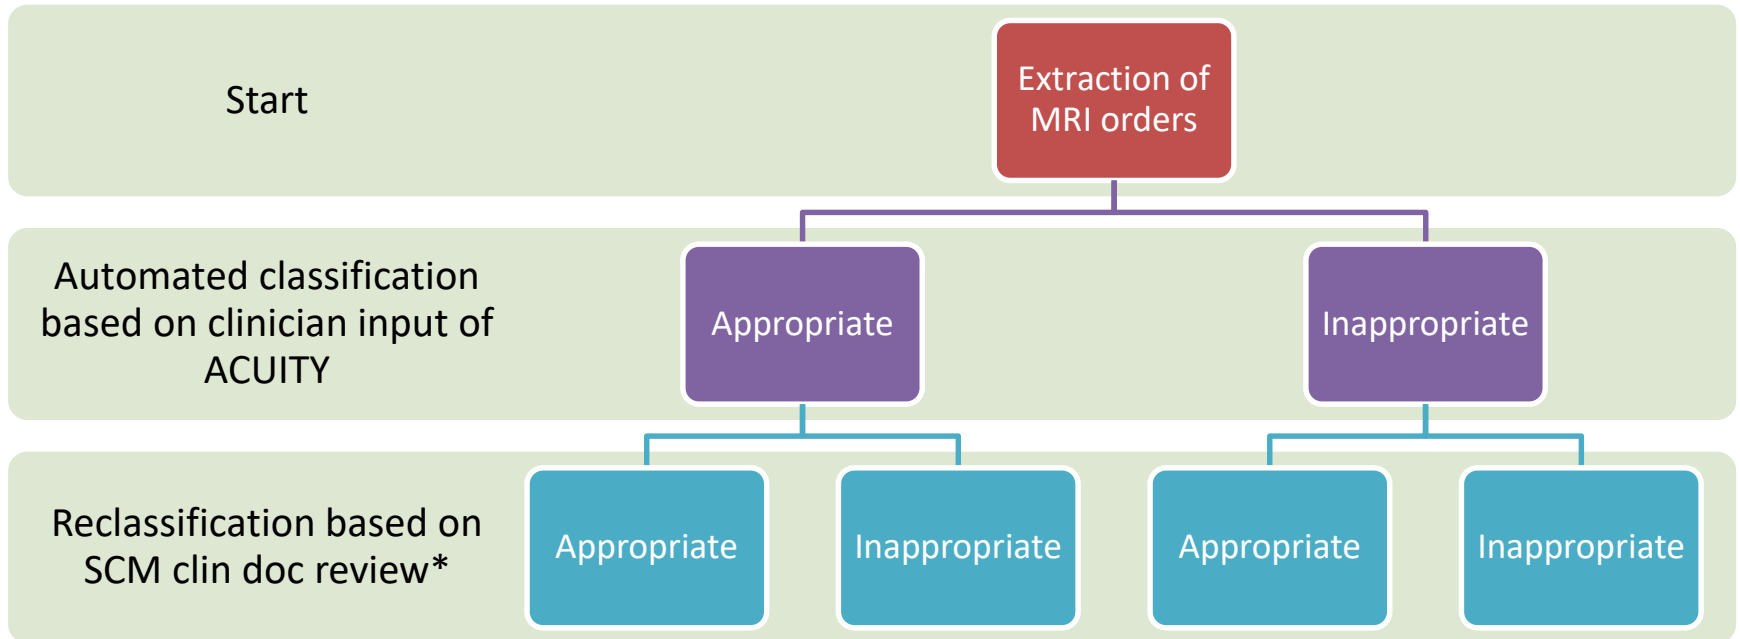 Start
Extraction of
MRI orders
Automated classification
based on clinician input of
ACUITY
Appropriate
Inappropriate
Reclassification based on
SCM clin doc review*
Appropriate
Inappropriate
Appropriate
Inappropriate